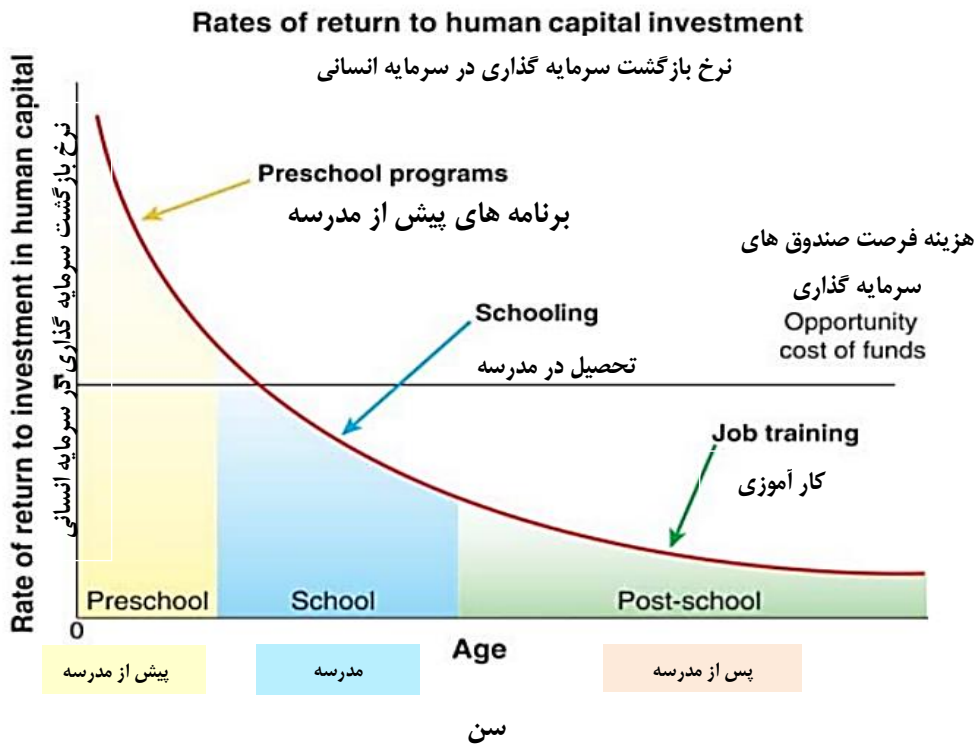 Rates of return to human capital investment
نرخ بازگشت سرمایه گذاری در سرمایه انسانی
Rate of return to investment in human capital
نرخ بازگشت سرمایه گذاری در سرمایه انسانی
Preschool programs
برنامه های پیش از مدرسه
هزینه فرصت صندوق های
سرمایه گذاری
Opportunity
cost of funds
Schooling
تحصیل در مدرسه
Job training
کار آموزی
Preschool
School
Post-school
0
Age
پیش از مدرسه
مدرسه
پس از مدرسه
سن